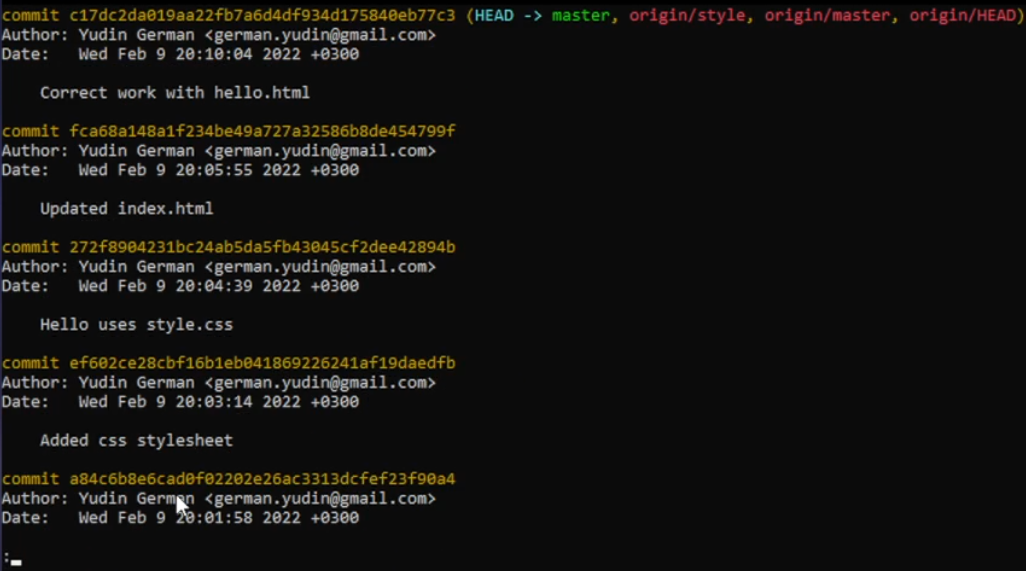 commit c17dc2da019aa22fb7a6d4df934d175840eb77c3 (HEAD -> master, origin/style, origin/master, origin/HEAD)
Author: Yudin German <german.yudin@gmail.com>
Date:   Wed Feb 9 20:10:04 2022 +0300
Correct work with hello.html
commit fca68a148a1f234be49a727a32586b8de454799f
Author: Yudin German <german.yudin@gmail.com>
Date:   Wed Feb 9 20:05:55 2022 +0300
Updated index.html
commit 272f8904231bc24ab5da5fb43045cf2dee42894b
Author: Yudin German <german.yudin@gmail.com>
Date:   Wed Feb 9 20:04:39 2022 +0300
Hello uses style.css
commit ef602ce28cbf16b1eb041869226241af19daedfb
Author: Yudin German <german.yudin@gmail.com>
Date:   Wed Feb 9 20:03:14 2022 +0300
Added css stylesheet
commit a84c6b8e6cad0f02202e26ac3313dcfef23f90a4
Author: Yudin German <german.yudin@gmail.com>
Date:   Wed Feb 9 20:01:58 2022 +0300
: